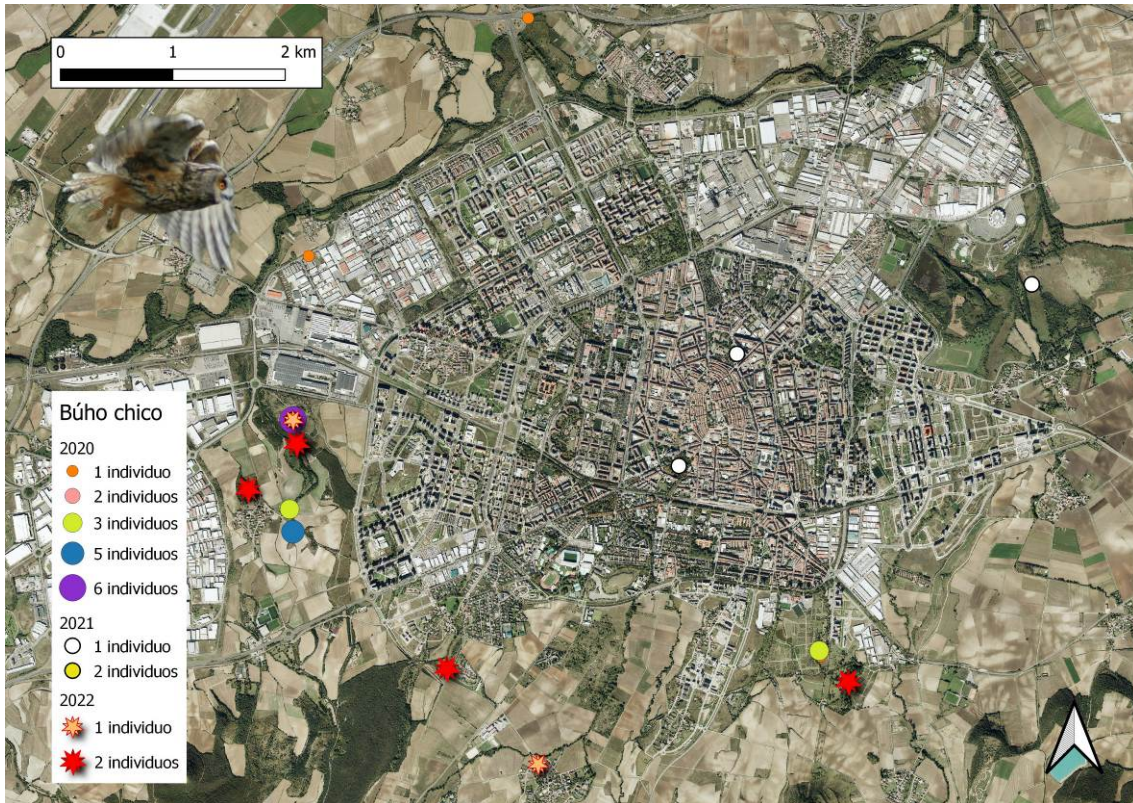 0 1 2 km
Búho chico
2020
1 individuo
2 individuos
3 individuos
5 individuos
6 individuos
2021
1 individuo
2 individuos
2022
1 individuo
2 individuos